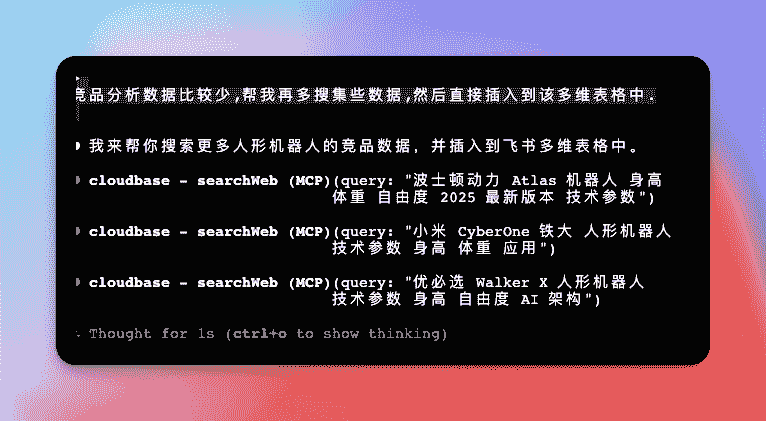 竞品分析数据比较少,帮我再多搜集些数据,然后直接插入到该多维表格中.
我来帮你搜索更多人形机器人的竞品数据, 并插入到飞书多维表格中。
cloudbase - searchWeb (MCP)(query: "波士顿动力 Atlas 机器人 身高
体重 自由度 2025 最新版本 技术参数")
cloudbase - searchWeb (MCP)(query: "小米 CyberOne 铁大 人形机器人
技术参数 身高 体重 应用")
cloudbase - searchWeb (MCP)(query: "优必选 Walker X 人形机器人
技术参数 身高 自由度 AI 架构")
Thought for 1s (ctrl+o to show thinking)